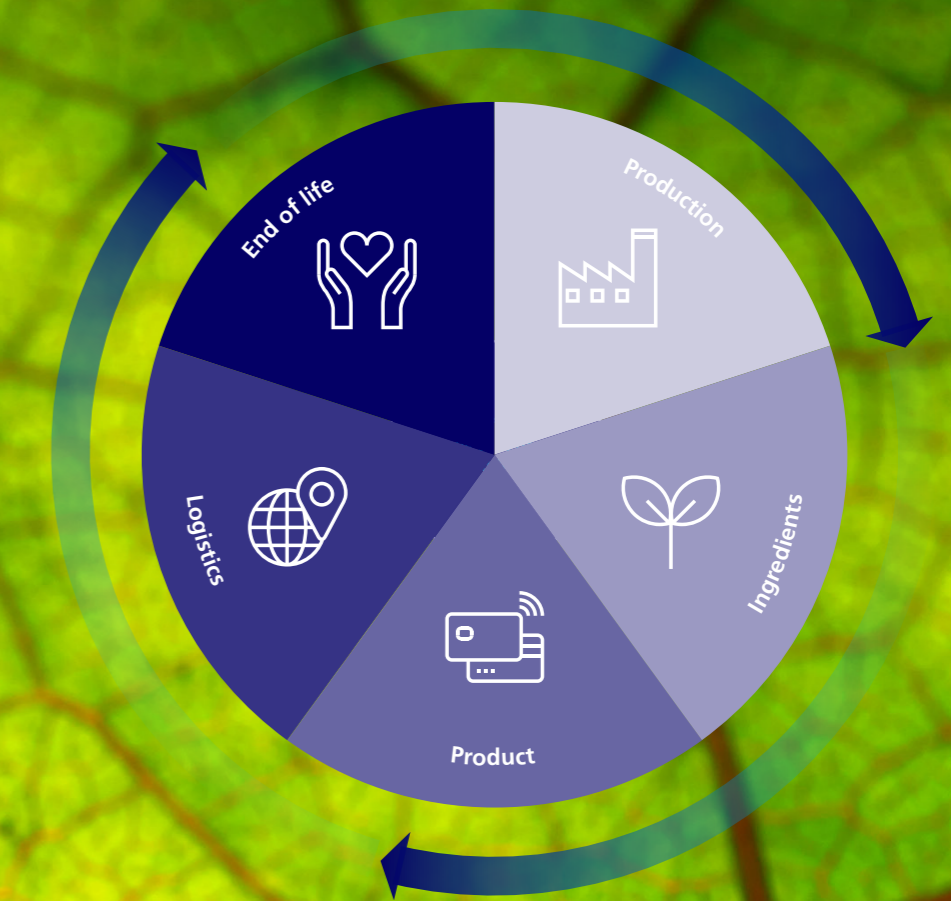 Production
Ingredients
Product
Logistics
End of life